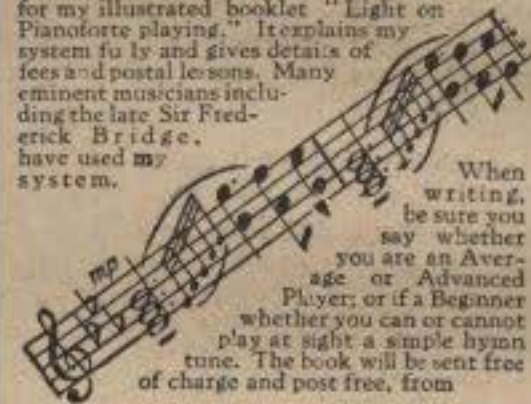 for my illustrated booklet "Light on
Pianoforte playing." It explains my
system fully and gives details of
fees and postal lessons. Many
eminent musicians inclu-
ding the late Sir Fred-
erick Bridge,
have used my
system.
mp
When
writing,
be sure you
say whether
you are an Aver-
age or Advanced
Player; or if a Beginner
whether you can or cannot
play at sight a simple hymn
tune. The book will be sent free
of charge and post free, from